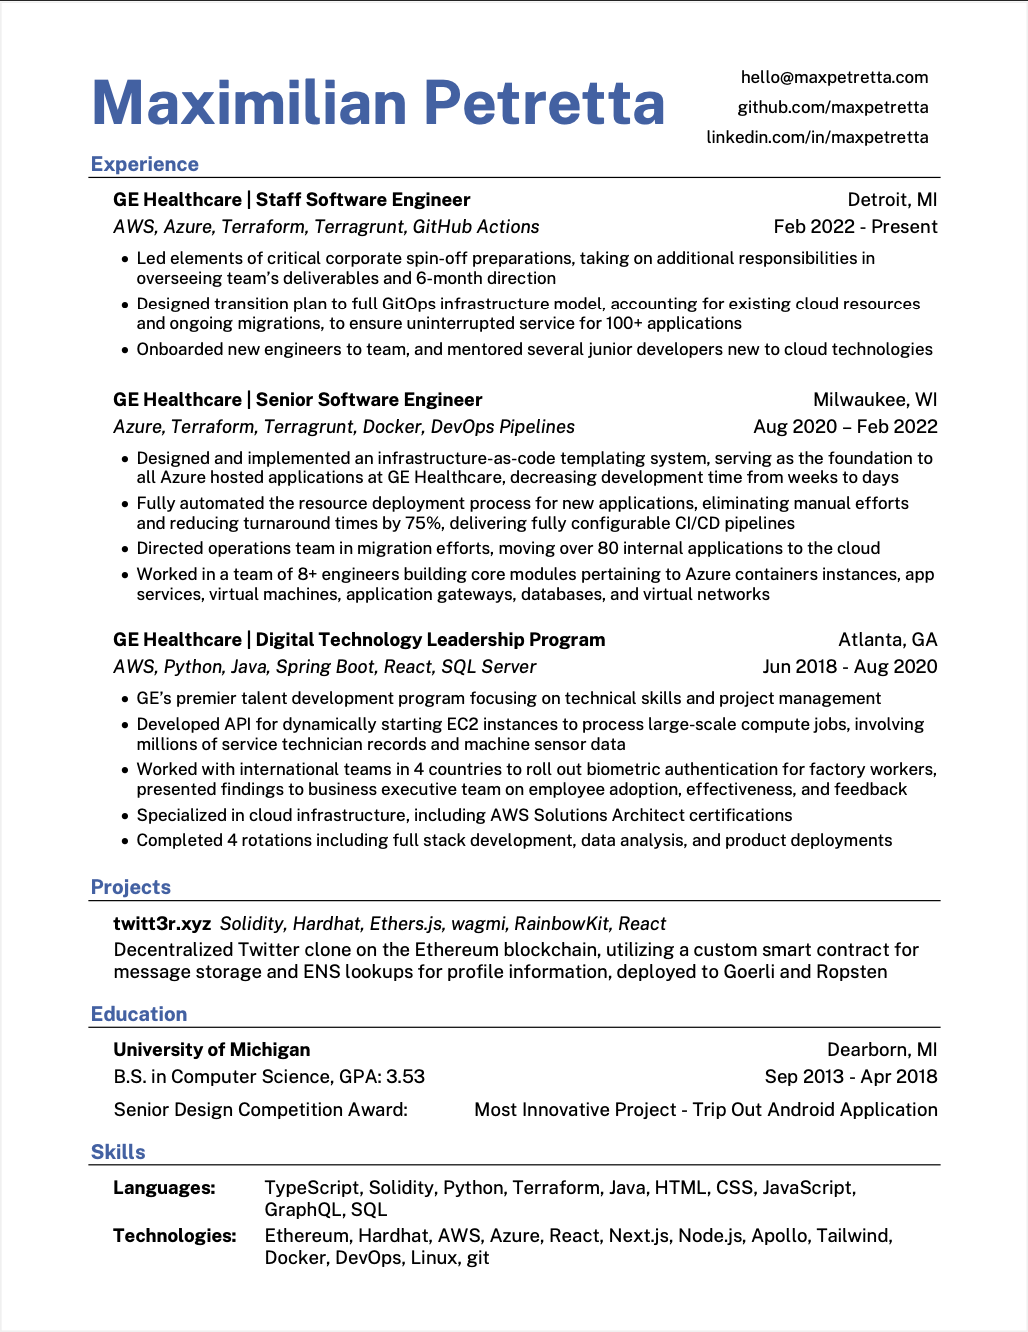 Maximilian Petretta
hello@maxpetretta.com
github.com/maxpetretta
linkedin.com/in/maxpetretta
Experience
GE Healthcare | Staff Software Engineer Detroit, MI
AWS, Azure, Terraform, Terragrunt, GitHub Actions Feb 2022 - Present
• Led elements of critical corporate spin-off preparations, taking on additional responsibilities in
overseeing team’s deliverables and 6-month direction
• Designed transition plan to full GitOps infrastructure model, accounting for existing cloud resources
and ongoing migrations, to ensure uninterrupted service for 100+ applications
• Onboarded new engineers to team, and mentored several junior developers new to cloud technologies
GE Healthcare | Senior Software Engineer Milwaukee, WI
Azure, Terraform, Terragrunt, Docker, DevOps Pipelines Aug 2020 – Feb 2022
• Designed and implemented an infrastructure-as-code templating system, serving as the foundation to
all Azure hosted applications at GE Healthcare, decreasing development time from weeks to days
• Fully automated the resource deployment process for new applications, eliminating manual efforts
and reducing turnaround times by 75%, delivering fully configurable CI/CD pipelines
• Directed operations team in migration efforts, moving over 80 internal applications to the cloud
• Worked in a team of 8+ engineers building core modules pertaining to Azure containers instances, app
services, virtual machines, application gateways, databases, and virtual networks
GE Healthcare | Digital Technology Leadership Program Atlanta, GA
AWS, Python, Java, Spring Boot, React, SQL Server Jun 2018 - Aug 2020
• GE’s premier talent development program focusing on technical skills and project management
• Developed API for dynamically starting EC2 instances to process large-scale compute jobs, involving
millions of service technician records and machine sensor data
• Worked with international teams in 4 countries to roll out biometric authentication for factory workers,
presented findings to business executive team on employee adoption, effectiveness, and feedback
• Specialized in cloud infrastructure, including AWS Solutions Architect certifications
• Completed 4 rotations including full stack development, data analysis, and product deployments
Projects
twitt3r.xyz Solidity, Hardhat, Ethers.js, wagmi, RainbowKit, React
Decentralized Twitter clone on the Ethereum blockchain, utilizing a custom smart contract for
message storage and ENS lookups for profile information, deployed to Goerli and Ropsten
Education
University of Michigan Dearborn, MI
B.S. in Computer Science, GPA: 3.53 Sep 2013 - Apr 2018
Senior Design Competition Award: Most Innovative Project - Trip Out Android Application
Skills
Languages: TypeScript, Solidity, Python, Terraform, Java, HTML, CSS, JavaScript,
GraphQL, SQL
Technologies: Ethereum, Hardhat, AWS, Azure, React, Next.js, Node.js, Apollo, Tailwind,
Docker, DevOps, Linux, git